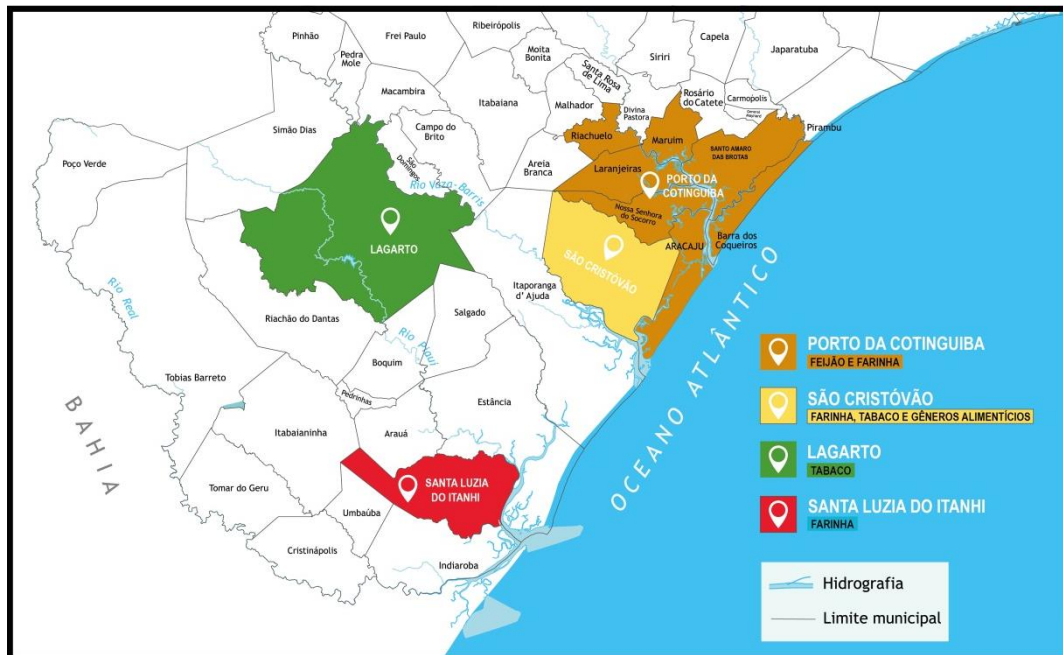 Pinhão
Frei Paulo
Ribeirópolis
Capela
Japaratuba
Pedra
Mole
Moita
Bonita
Santa Rosa
de Lima
Siriri
Macambira
Itabaiana
Malhador
Divina
Pastora
Rosário
do Catete
Carmópolis
Pirambu
Simão Dias
Campo do
Brito
São
Domingos
Areia
Branca
Riachuelo
Maruim
SANTO AMARO
DAS BROTAS
Poço Verde
Rio Vaza-Barris
Laranjeiras
PORTO DA
COTINGUIBA
Nossa Senhora
do Socorro
LAGARTO
SÃO CRISTÓVÃO
ARACAJU
Barra dos
Coqueiros
Rio Real
Itaporanga
d' Ajuda
Riachão do Dantas
Salgado
Rio Piauí
Boquim
Tobias Barreto
Pedrinhas
Estância
BAHIA
Itabaianinha
Arauá
Tomar do Geru
SANTA LUZIA
DO ITANHI
Umbaúba
Cristinápolis
Indiaroba
OCEANO ATLÂNTICO
PORTO DA COTINGUIBA
FEIJÃO E FARINHA
SÃO CRISTÓVÃO
FARINHA, TABACO E GÊNEROS ALIMENTÍCIOS
LAGARTO
TABACO
SANTA LUZIA DO ITANHI
FARINHA
Hidrografia
Limite municipal